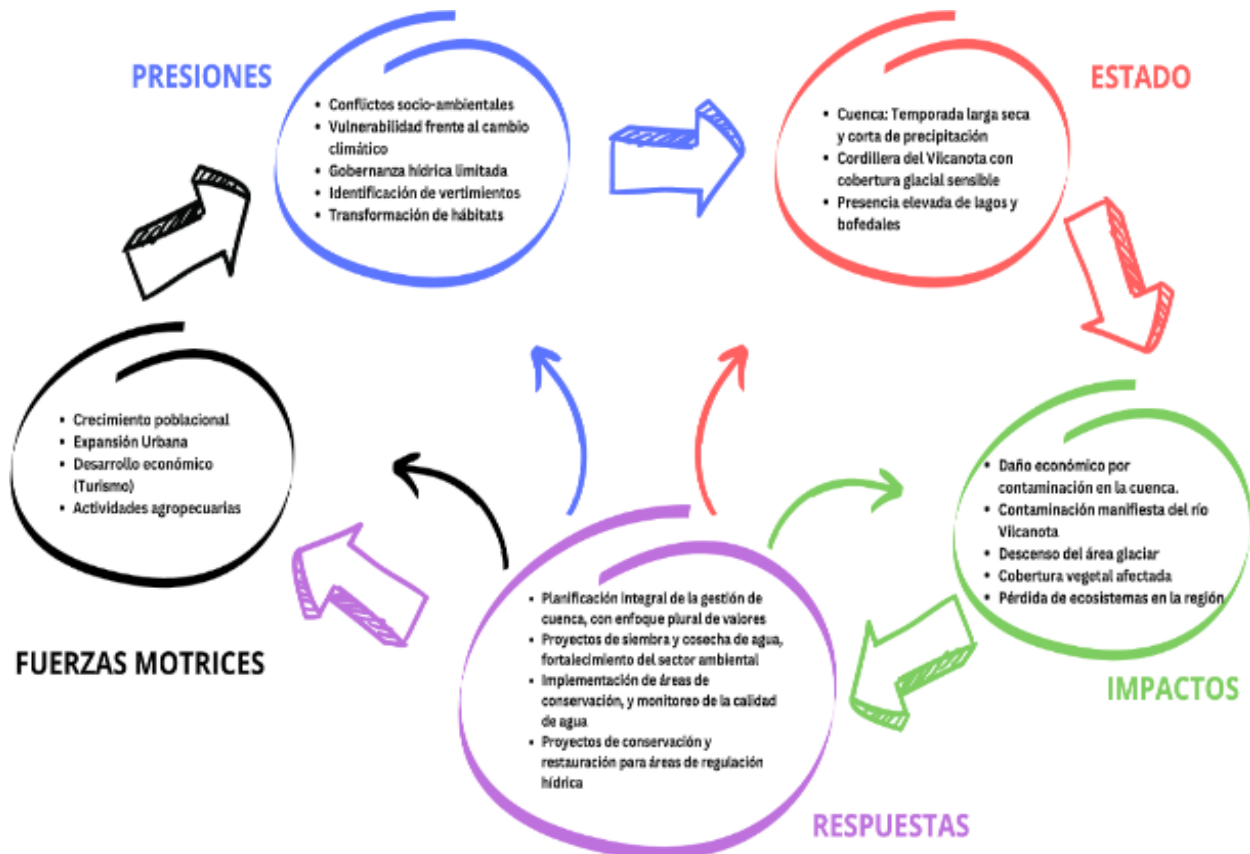 PRESIONES
• Conflictos socio-ambientales
• Vulnerabilidad frente al cambio
climático
• Gobernanza hídrica limitada
• Identificación de vertimientos
• Transformación de hábitats
ESTADO
• Cuenca: Temporada larga seca
y corta de precipitación
• Cordillera del Vilcanota con
cobertura glacial sensible
• Presencia elevada de lagos y
bofedales
• Crecimiento poblacional
• Expansión Urbana
• Desarrollo económico
(Turismo)
• Actividades agropecuarias
FUERZAS MOTRICES
• Daño económico por
contaminación en la cuenca.
• Contaminación manifiesta del río
Vilcanota
• Descenso del área glaciar
• Cobertura vegetal afectada
• Pérdida de ecosistemas en la región
IMPACTOS
• Planificación integral de la gestión de
cuenca, con enfoque plural de valores
• Proyectos de siembra y cosecha de agua,
fortalecimiento del sector ambiental
• Implementación de áreas de
conservación, y monitoreo de la calidad
de agua
• Proyectos de conservación y
restauración para áreas de regulación
hídrica
RESPUESTAS